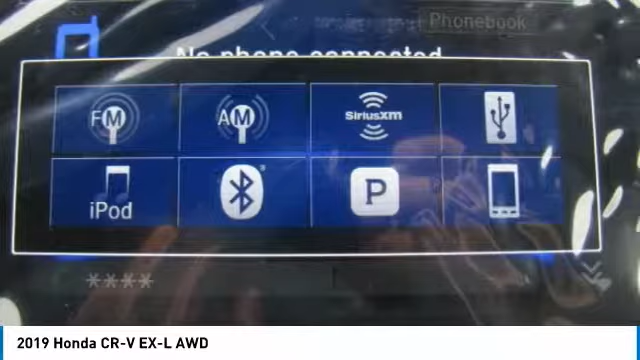 Phonebook
No phone connected
FM AM SiriusXM
iPod P
****
2019 Honda CR-V EX-L AWD